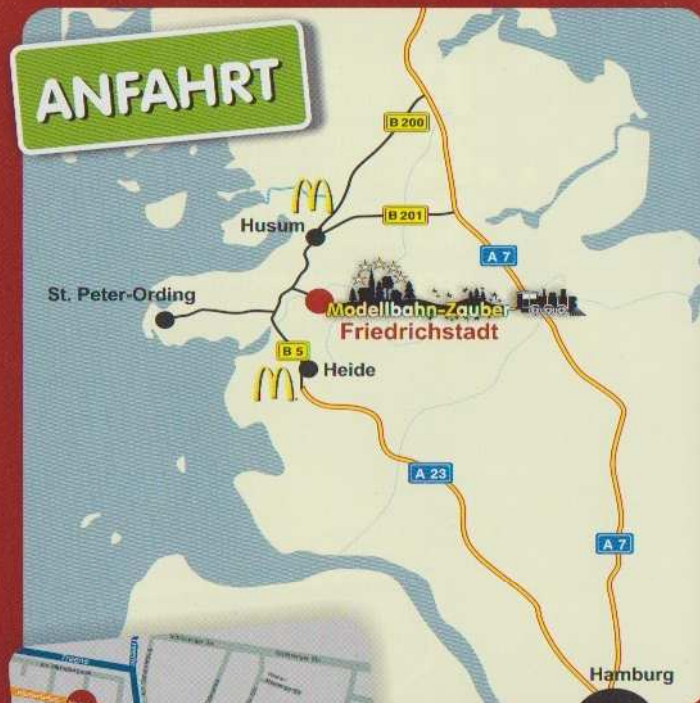 ANFAHRT
B 200
B 201
Husum
A 7
St. Peter-Ording
Modellbahn-Zauber
Friedrichstadt
B 5
Heide
A 23
A 7
Hamburg